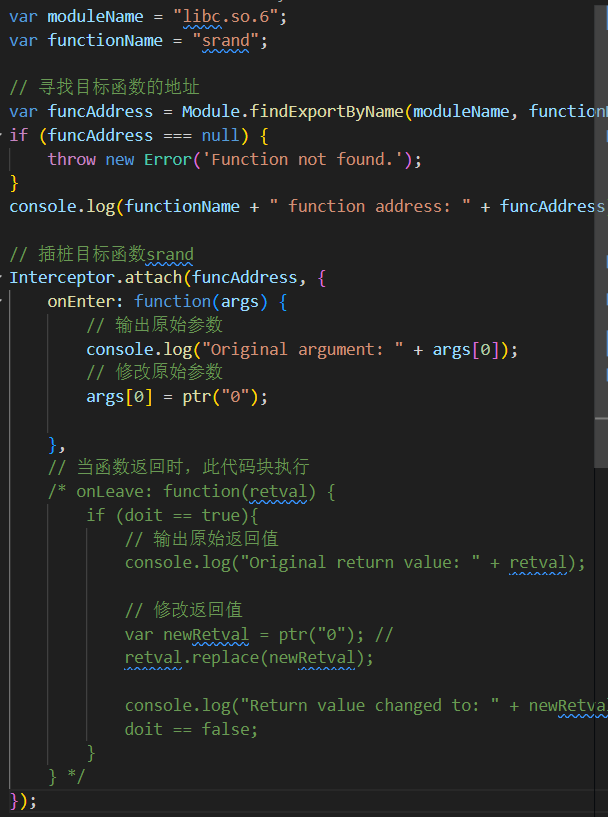 var moduleName = "libc.so.6";
var functionName = "srand";
// 寻找目标函数的地址
var funcAddress = Module.findExportByName(moduleName, function
if (funcAddress === null) {
throw new Error('Function not found.');
}
console.log(functionName + " function address: " + funcAddress
// 插桩目标函数srand
Interceptor.attach(funcAddress, {
onEnter: function(args) {
// 输出原始参数
console.log("Original argument: " + args[0]);
// 修改原始参数
args[0] = ptr("0");
},
// 当函数返回时，此代码块执行
/* onLeave: function(retval) {
if (doit == true){
// 输出原始返回值
console.log("Original return value: " + retval);
// 修改返回值
var newRetval = ptr("0"); //
retval.replace(newRetval);
console.log("Return value changed to: " + newRetva
doit == false;
}
} */
});